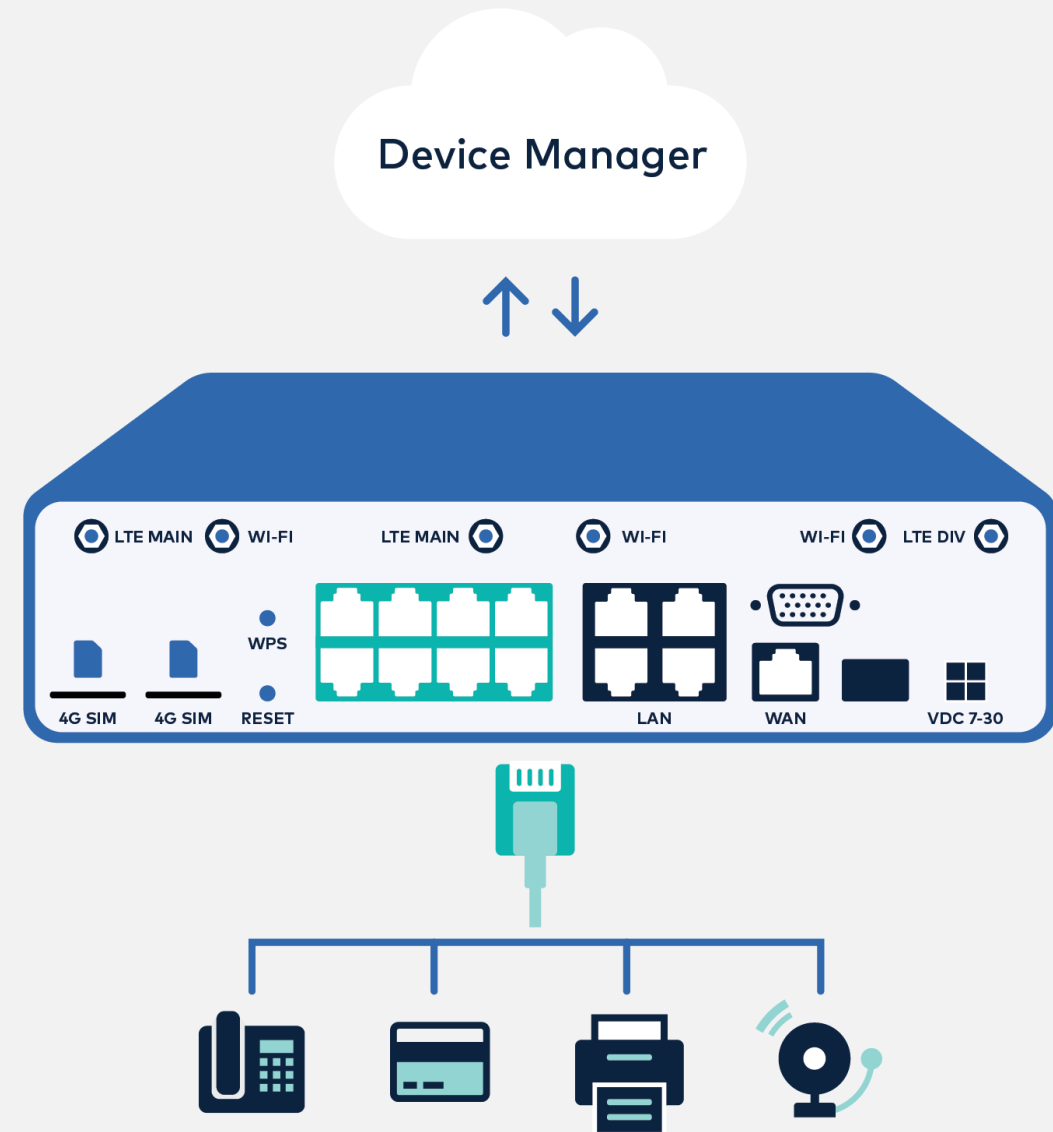 Device Manager
LTE MAIN WI-FI LTE MAIN WI-FI WI-FI LTE DIV
WPS
4G SIM 4G SIM RESET LAN WAN VDC 7-30